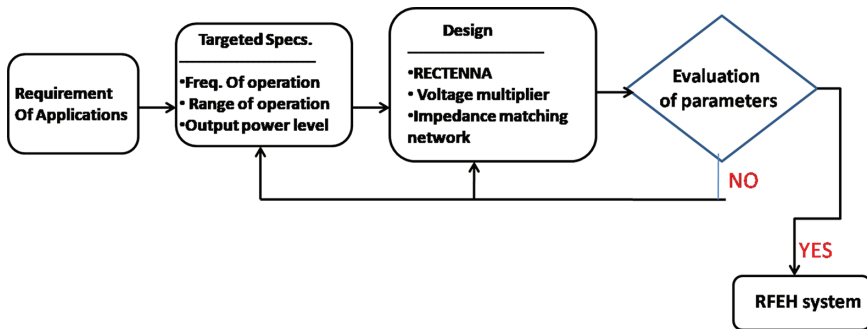 Requirement
Of Applications
Targeted Specs.
•Freq. Of operation
• Range of operation
•Output power level
Design
•RECTENNA
• Voltage multiplier
•Impedance matching
network
Evaluation
of parameters
NO
YES
RFEH system